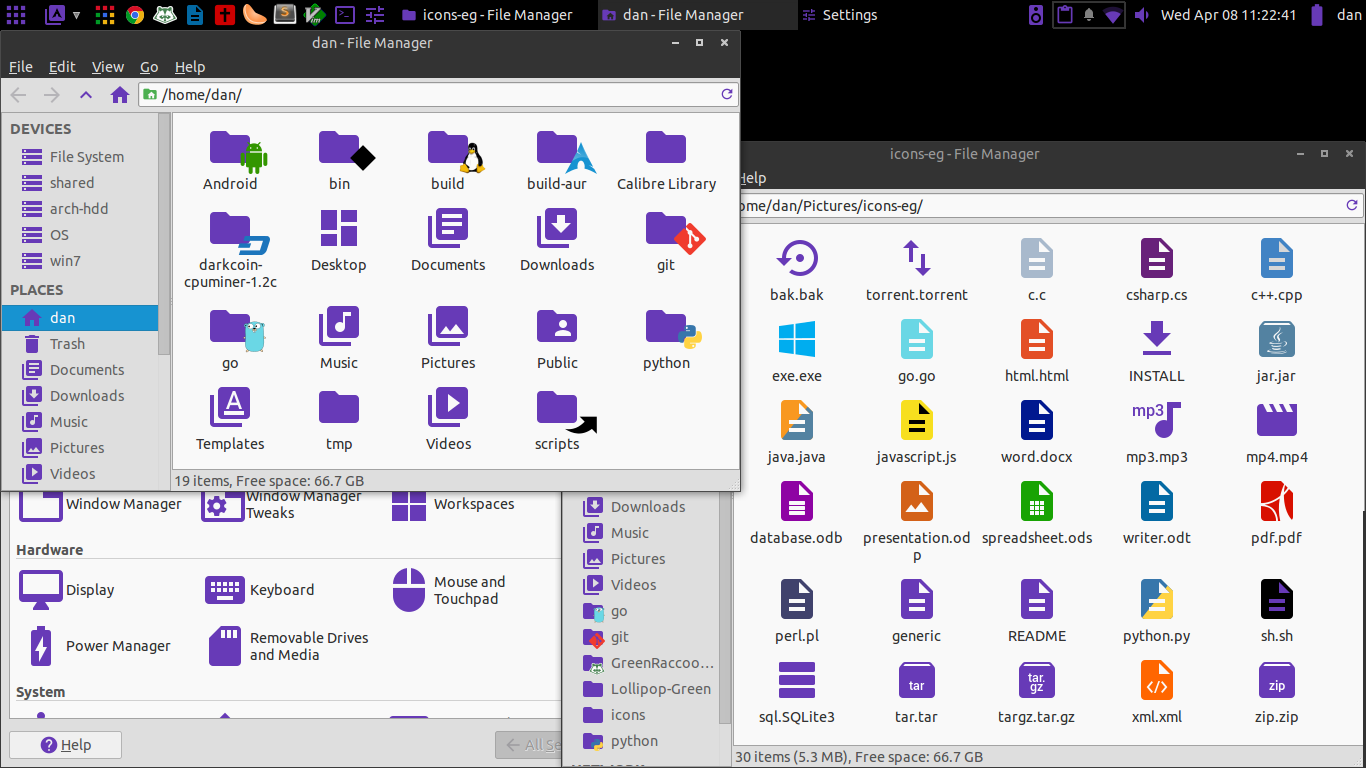 icons-eg - File Manager
dan - File Manager
Settings
Wed Apr 08 11:22:41
dan
dan - File Manager
File Edit View Go Help
/home/dan/
DEVICES
File System
shared
arch-hdd
OS
win7
PLACES
dan
Trash
Documents
Downloads
Music
Pictures
Videos
Android
bin
build
build-aur
Calibre Library
darkcoin-
cpuminer-1.2c
Desktop
Documents
Downloads
git
go
Music
Pictures
Public
python
Templates
tmp
Videos
scripts
19 items, Free space: 66.7 GB
icons-eg - File Manager
Help
ome/dan/Pictures/icons-eg/
bak.bak
torrent.torrent
c.c
csharp.cs
c++.cpp
exe.exe
go.go
html.html
INSTALL
jar.jar
java.java
javascript.js
word.docx
mp3
mp3.mp3
mp4.mp4
database.odb
presentation.od
p
spreadsheet.ods
writer.odt
pdf.pdf
perl.pl
generic
README
python.py
sh.sh
sql.SQLite3
tar
tar.tar
tar.
gz
targz.tar.gz
xml.xml
zip
zip.zip
30 items (5.3 MB), Free space: 66.7 GB
Window Manager
Window Manager
Tweaks
Workspaces
Hardware
Display
Keyboard
Mouse and
Touchpad
Power Manager
Removable Drives
and Media
System
Help
All Se
Downloads
Music
Pictures
Videos
go
git
GreenRaccoo...
Lollipop-Green
icons
python